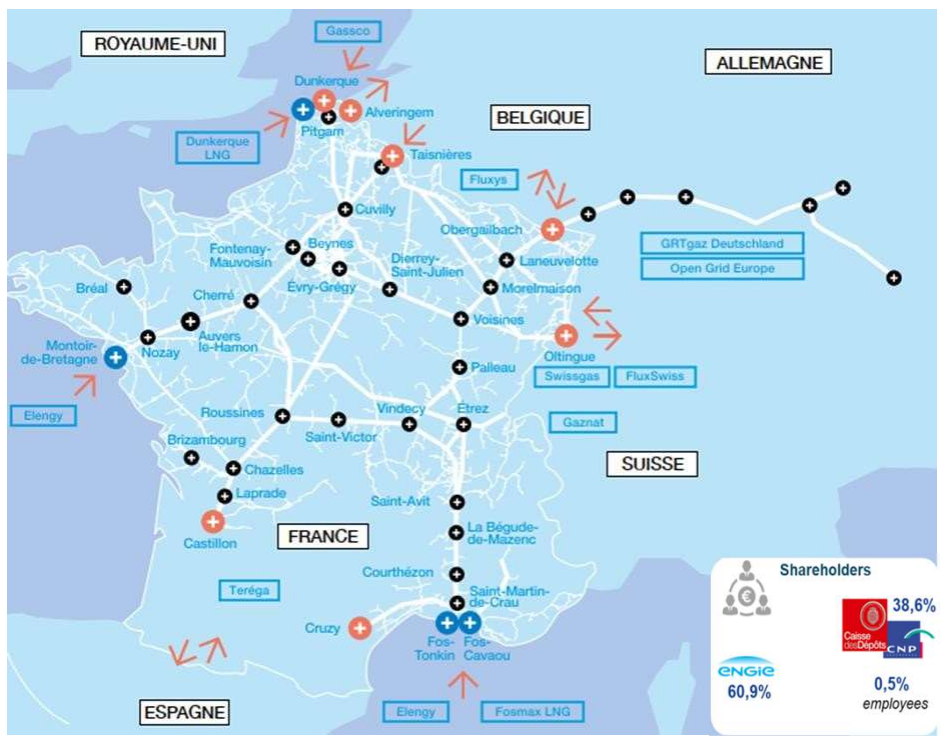 ROYAUME-UNI
Gassco
ALLEMAGNE
Dunkerque
Alveringem
BELGIQUE
Pitgam
Dunkerque
LNG
Taisnières
Fluxys
Cuvilly
Obergailbach
GRTgaz Deutschland
Fontenay-
Mauvoisin
Beynes
Dierrey-
Saint-Julien
Laneuvelotte
Open Grid Europe
Bréal
Évry-Grégy
Morelmaison
Cherré
Voisines
Auvers
le-Hamon
Montoir-
de-Bretagne
Nozay
Oltingue
Palleau
Swissgas
FluxSwiss
Elengy
Roussines
Vindecy
Étrez
Gaznat
Saint-Victor
Brizambourg
SUISSE
Chazelles
Laprade
Saint-Avit
Castillon
FRANCE
La Bégude-
de-Mazenc
Courthézon
Teréga
Saint-Martin-
de-Crau
Cruzy
Fos-
Tonkin
Fos-
Cavaou
ESPAGNE
Elengy
Fosmax LNG
Shareholders
€
38,6%
Caisse
desDépôts
CNP
ENGIE
60,9%
0,5%
employees